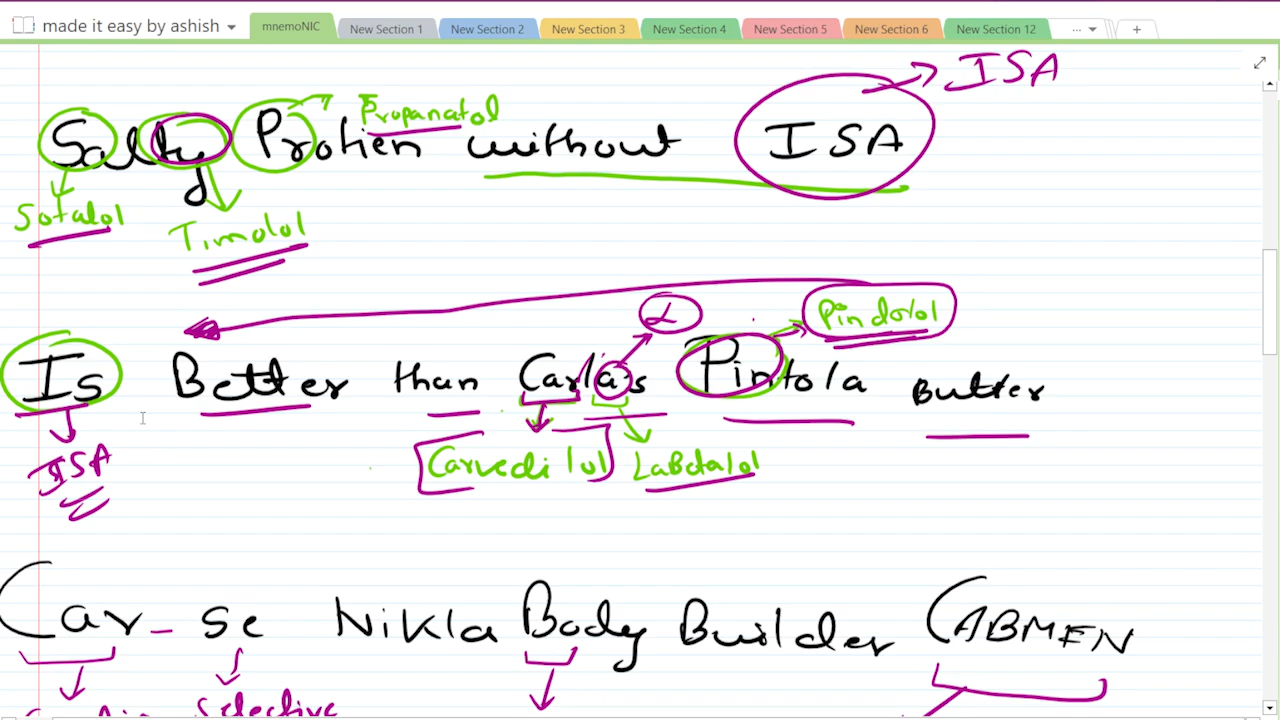 made it easy by ashish mnemoNIC New Section 1 New Section 2 New Section 3 New Section 4 New Section 5 New Section 6 New Section 12 ... +
ISA
Propanatol
Salty Protien without ISA
Sotalol
Timolol
α Pindolol
Is Better than Carla's Pintola Butter
ISA Carvedilol Labetalol
Car - se Nikla Body Builder CABMEN
Selective